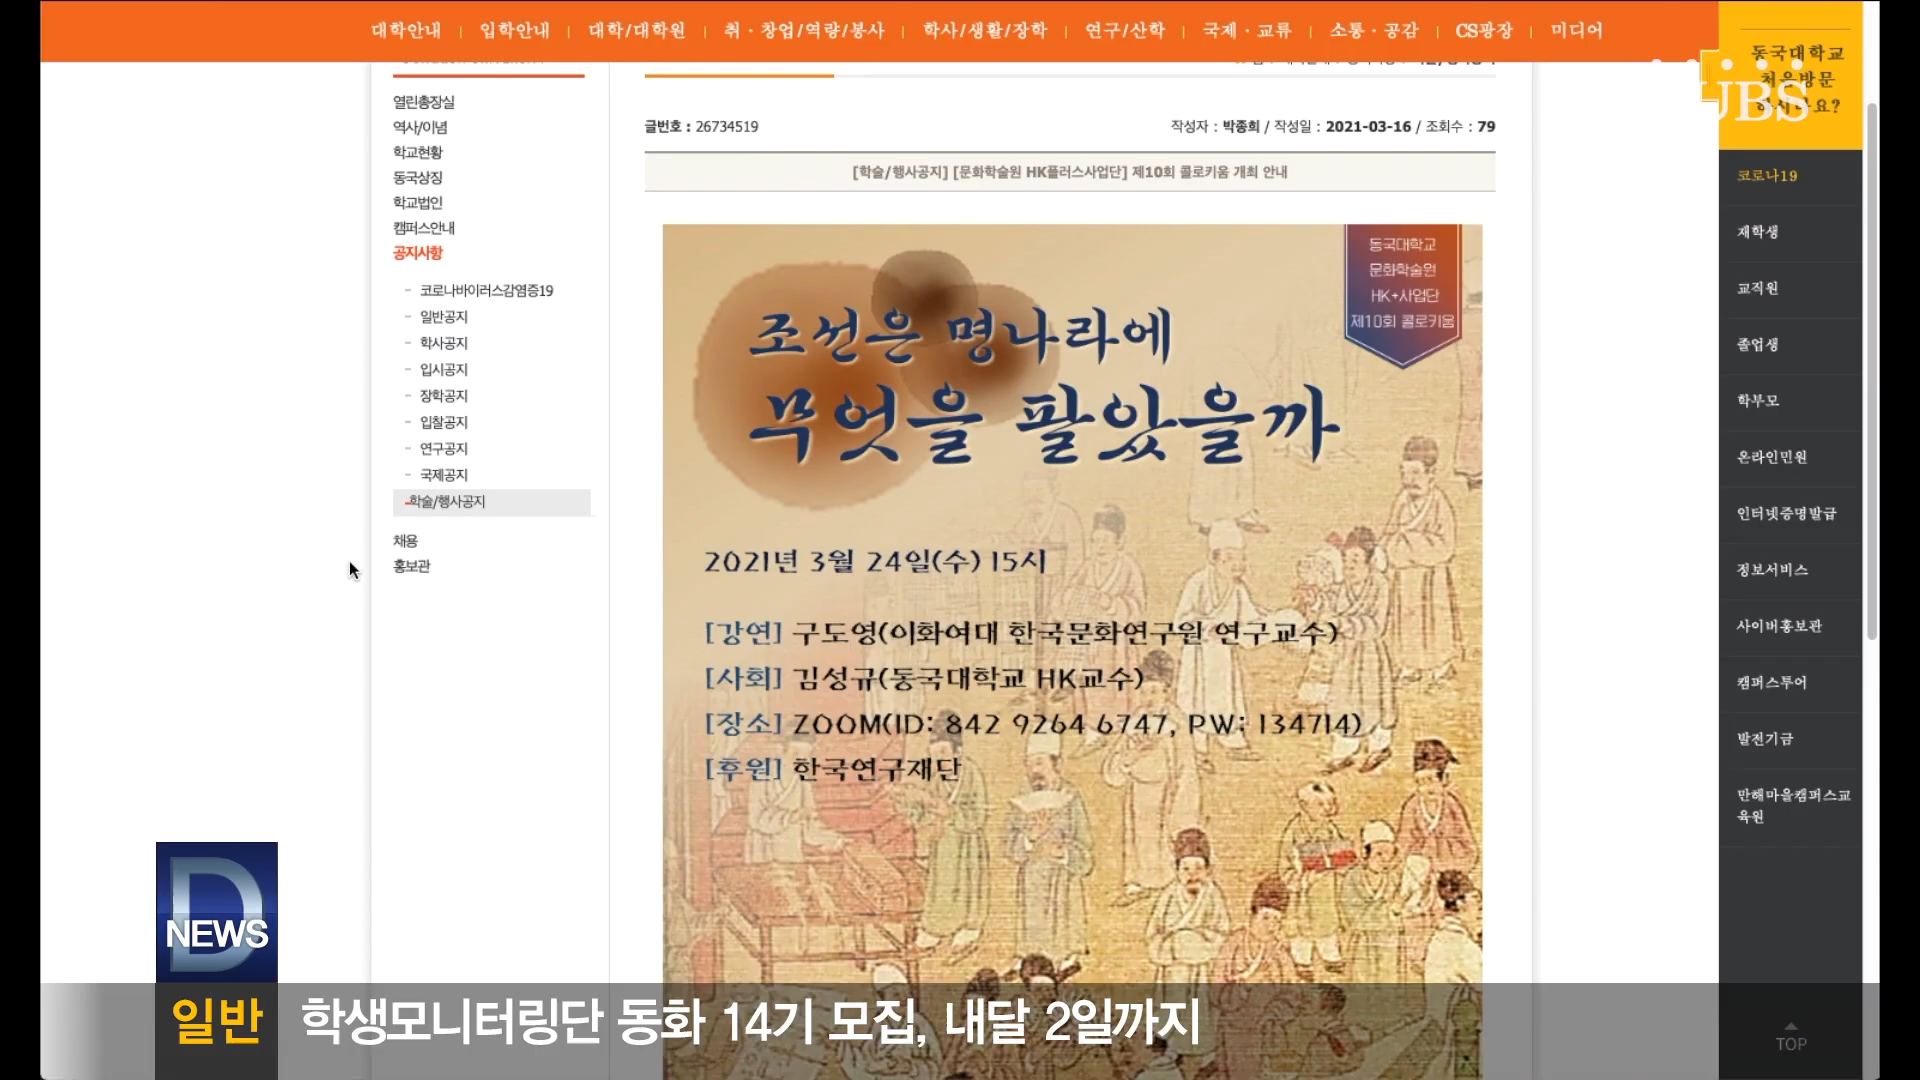 대학안내 | 입학안내 | 대학/대학원 | 취·창업/역량/봉사 | 학사/생활/장학 | 연구/산학 | 국제·교류 | 소통·공감 | CS광장 | 미디어
동국대학교
처음방문
하시나요?
UBS
열린총장실
역사/이념
학교현황
동국상징
학교법인
캠퍼스안내
공지사항
- 코로나바이러스감염증19
- 일반공지
- 학사공지
- 입시공지
- 장학공지
- 입찰공지
- 연구공지
- 국제공지
- 학술/행사공지
채용
홍보관
글번호 : 26734519
작성자 : 박종희 / 작성일 : 2021-03-16 / 조회수 : 79
[학술/행사공지] [문화학술원 HK플러스사업단] 제10회 콜로키움 개최 안내
동국대학교
문화학술원
HK+사업단
제10회 콜로키움
조선은 명나라에
무엇을 팔았을까
2021년 3월 24일(수) 15시
[강연] 구도영(이화여대 한국문화연구원 연구교수)
[사회] 김성규(동국대학교 HK교수)
[장소] ZOOM(ID: 842 9264 6747, PW: 134714)
[후원] 한국연구재단
코로나19
재학생
교직원
졸업생
학부모
온라인민원
인터넷증명발급
정보서비스
사이버홍보관
캠퍼스투어
발전기금
만해마을캠퍼스교
육원
TOP
D
NEWS
일반 학생모니터링단 동화 14기 모집, 내달 2일까지